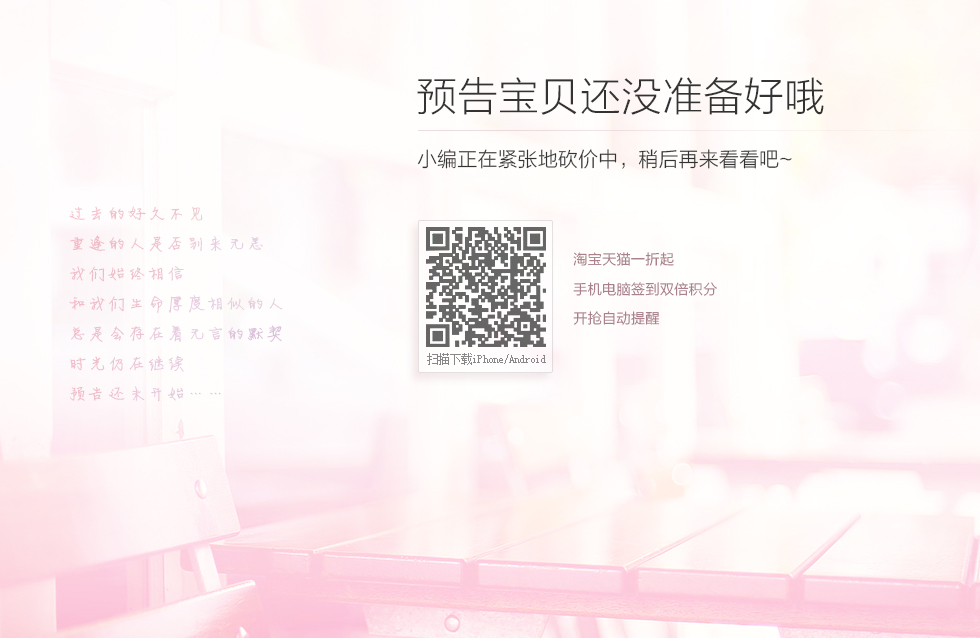 预告宝贝还没准备好哦
小编正在紧张地砍价中，稍后再来看看吧~
过去的好久不见
重逢的人是否别来无恙
我们始终相信
和我们生命厚度相似的人
总是会存在着无言的默契
时光仍在继续
预告还未开始……
淘宝天猫一折起
手机电脑签到双倍积分
开抢自动提醒
扫描下载iPhone/Android